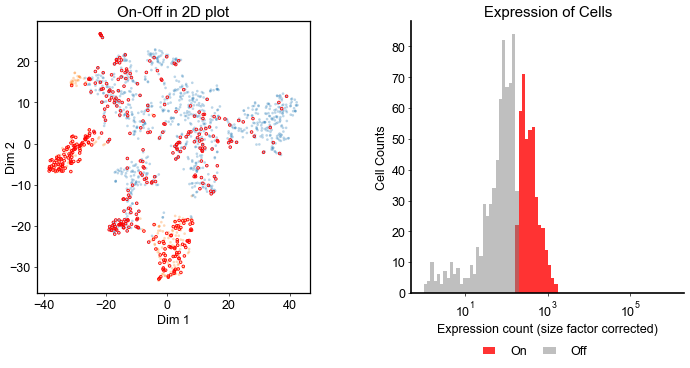 On-Off in 2D plot
20
10
0
−10
−20
−30
−40
−20
0
20
40
Dim 2
Dim 1
Expression of Cells
80
70
60
50
40
30
20
10
0
10^1
10^3
10^5
Cell Counts
Expression count (size factor corrected)
On
Off